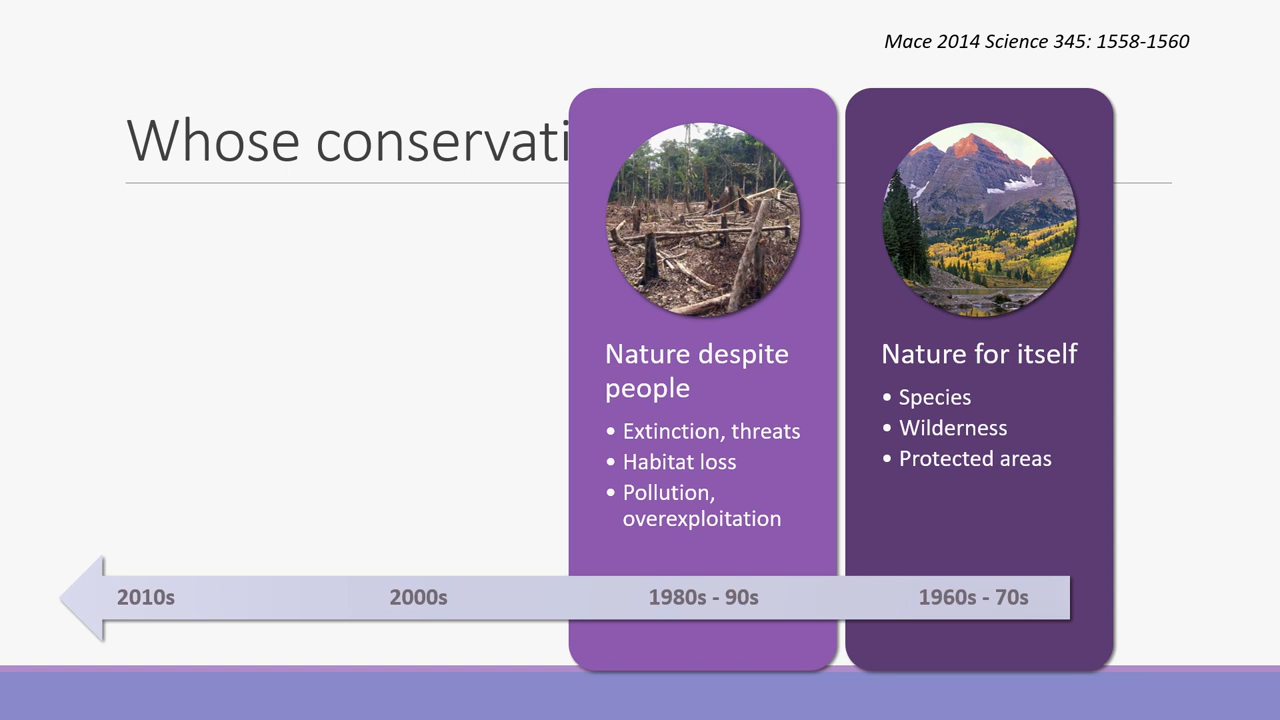 Mace 2014 Science 345: 1558-1560
Whose conservati
Nature despite
people
• Extinction, threats
• Habitat loss
• Pollution,
overexploitation
Nature for itself
• Species
• Wilderness
• Protected areas
2010s
2000s
1980s - 90s
1960s - 70s